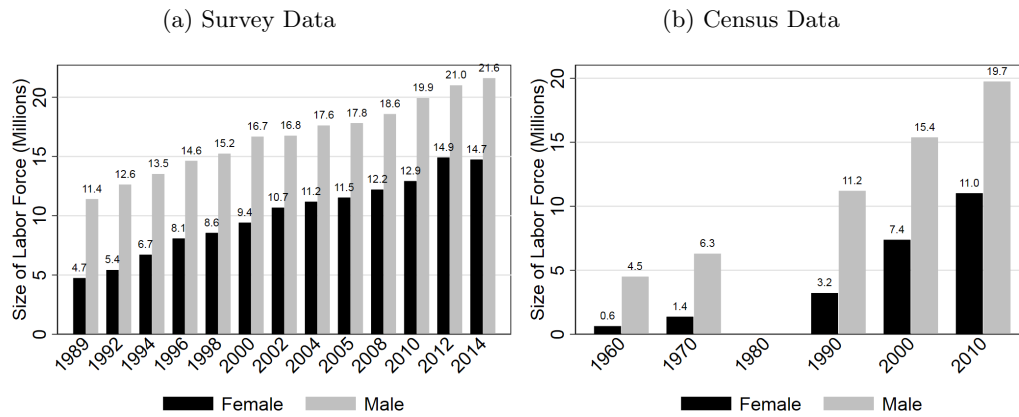 (a) Survey Data
Size of Labor Force (Millions)
0 5 10 15 20
4.7 11.4 5.4 12.6 6.7 13.5 8.1 14.6 8.6 15.2 9.4 16.7 10.7 16.8 11.2 17.6 11.5 17.8 12.2 18.6 12.9 19.9 14.9 21.0 14.7 21.6
1989 1992 1994 1996 1998 2000 2002 2004 2005 2008 2010 2012 2014
Female Male
(b) Census Data
Size of Labor Force (Millions)
0 5 10 15 20
0.6 4.5 1.4 6.3 3.2 11.2 7.4 15.4 11.0 19.7
1960 1970 1980 1990 2000 2010
Female Male